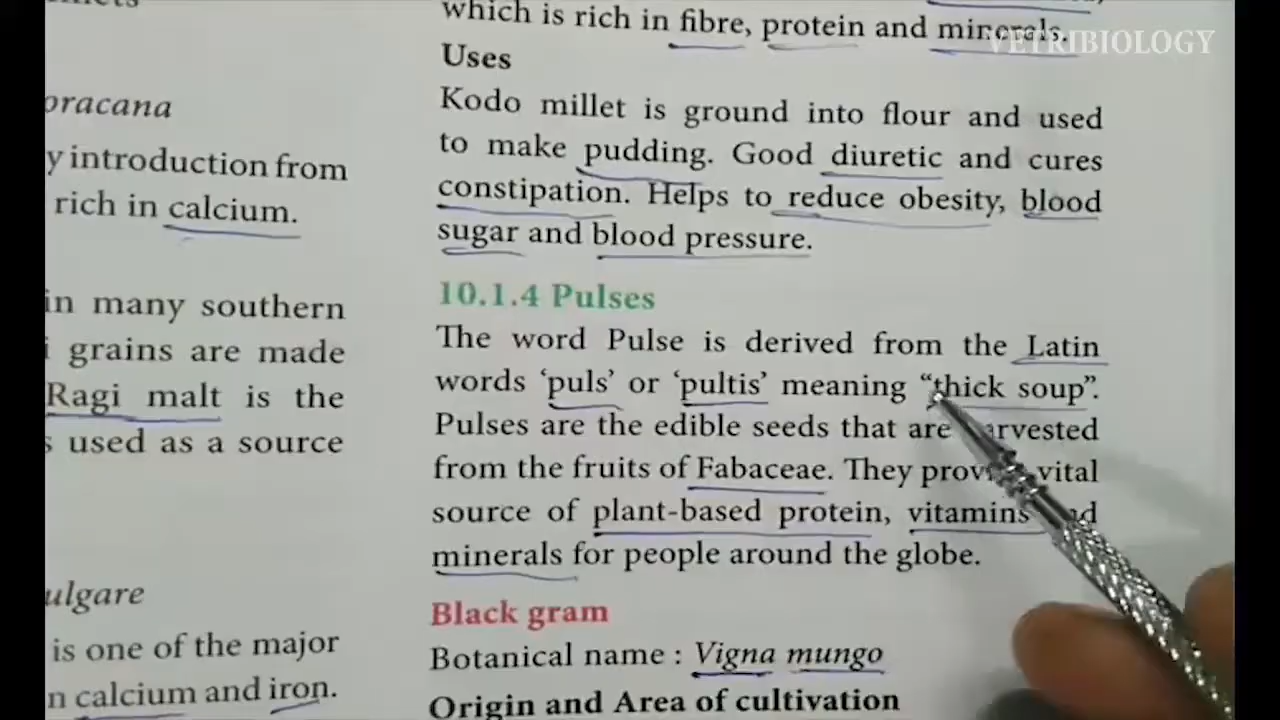 oracana
y introduction from
rich in calcium.
in many southern
grains are made
Ragi malt is the
s used as a source
ulgare
is one of the major
n calcium and iron.
which is rich in fibre, protein and minerals.
VETRIBIOLOGY
Uses
Kodo millet is ground into flour and used
to make pudding. Good diuretic and cures
constipation. Helps to reduce obesity, blood
sugar and blood pressure.
10.1.4 Pulses
The word Pulse is derived from the Latin
words ‘puls’ or ‘pultis’ meaning “thick soup”.
Pulses are the edible seeds that are harvested
from the fruits of Fabaceae. They provide vital
source of plant-based protein, vitamins and
minerals for people around the globe.
Black gram
Botanical name : Vigna mungo
Origin and Area of cultivation